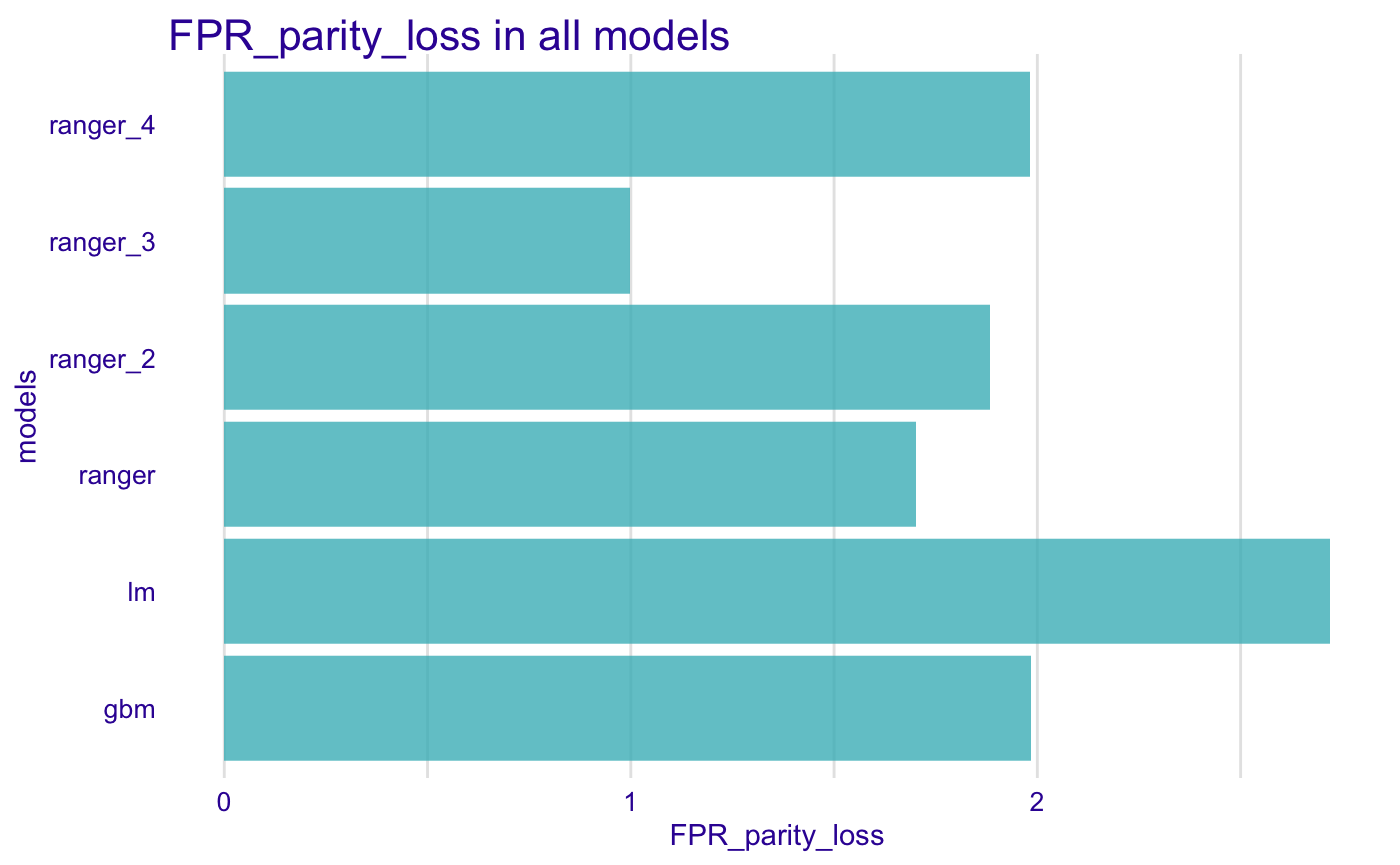 FPR_parity_loss in all models
models
ranger_4
ranger_3
ranger_2
ranger
lm
gbm
0 1 2
FPR_parity_loss